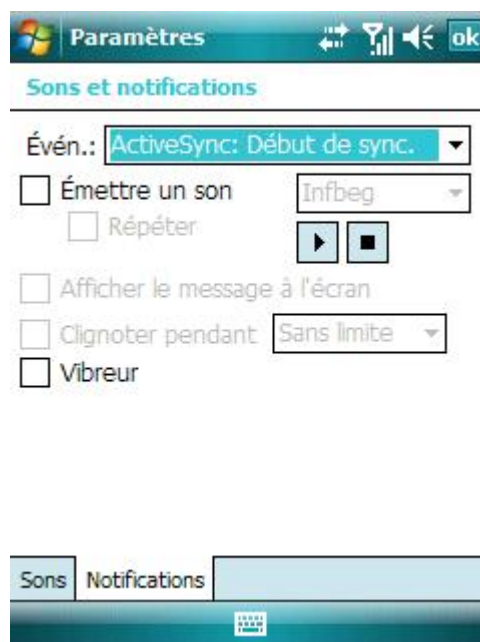 Paramètres ok
Sons et notifications
Évén.: ActiveSync: Début de sync.
Émettre un son Infbeg
Répéter
Afficher le message à l'écran
Clignoter pendant Sans limite
Vibreur
Sons Notifications